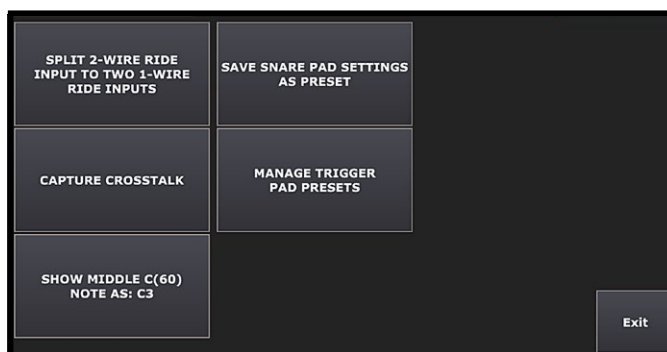 SPLIT 2-WIRE RIDE
INPUT TO TWO 1-WIRE
RIDE INPUTS
SAVE SNARE PAD SETTINGS
AS PRESET
CAPTURE CROSSTALK
MANAGE TRIGGER
PAD PRESETS
SHOW MIDDLE C(60)
NOTE AS: C3
Exit